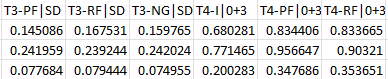 T3-PF|SD T3-RF|SD T3-NG|SD T4-I|0+3 T4-PF|0+3 T4-RF|0+3
0.145086 0.167531 0.159765 0.680281 0.834406 0.833665
0.241959 0.239244 0.242024 0.771465 0.956647 0.90321
0.077684 0.079444 0.074955 0.200283 0.347686 0.353651